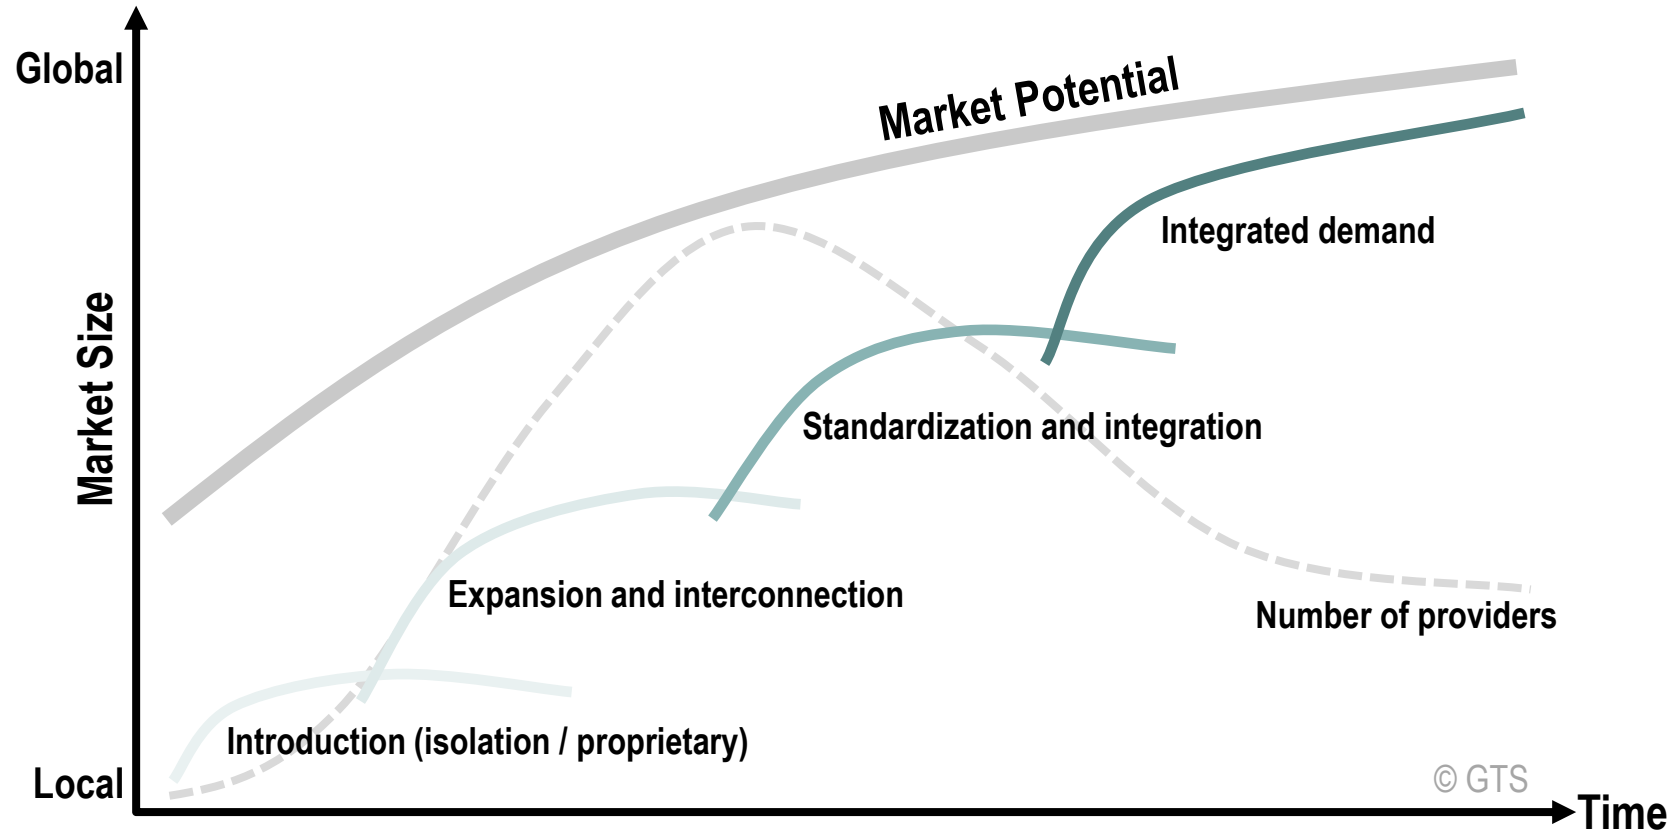 Global
Market Potential
Integrated demand
Market Size
Standardization and integration
Expansion and interconnection
Number of providers
Introduction (isolation / proprietary)
Local
© GTS
Time